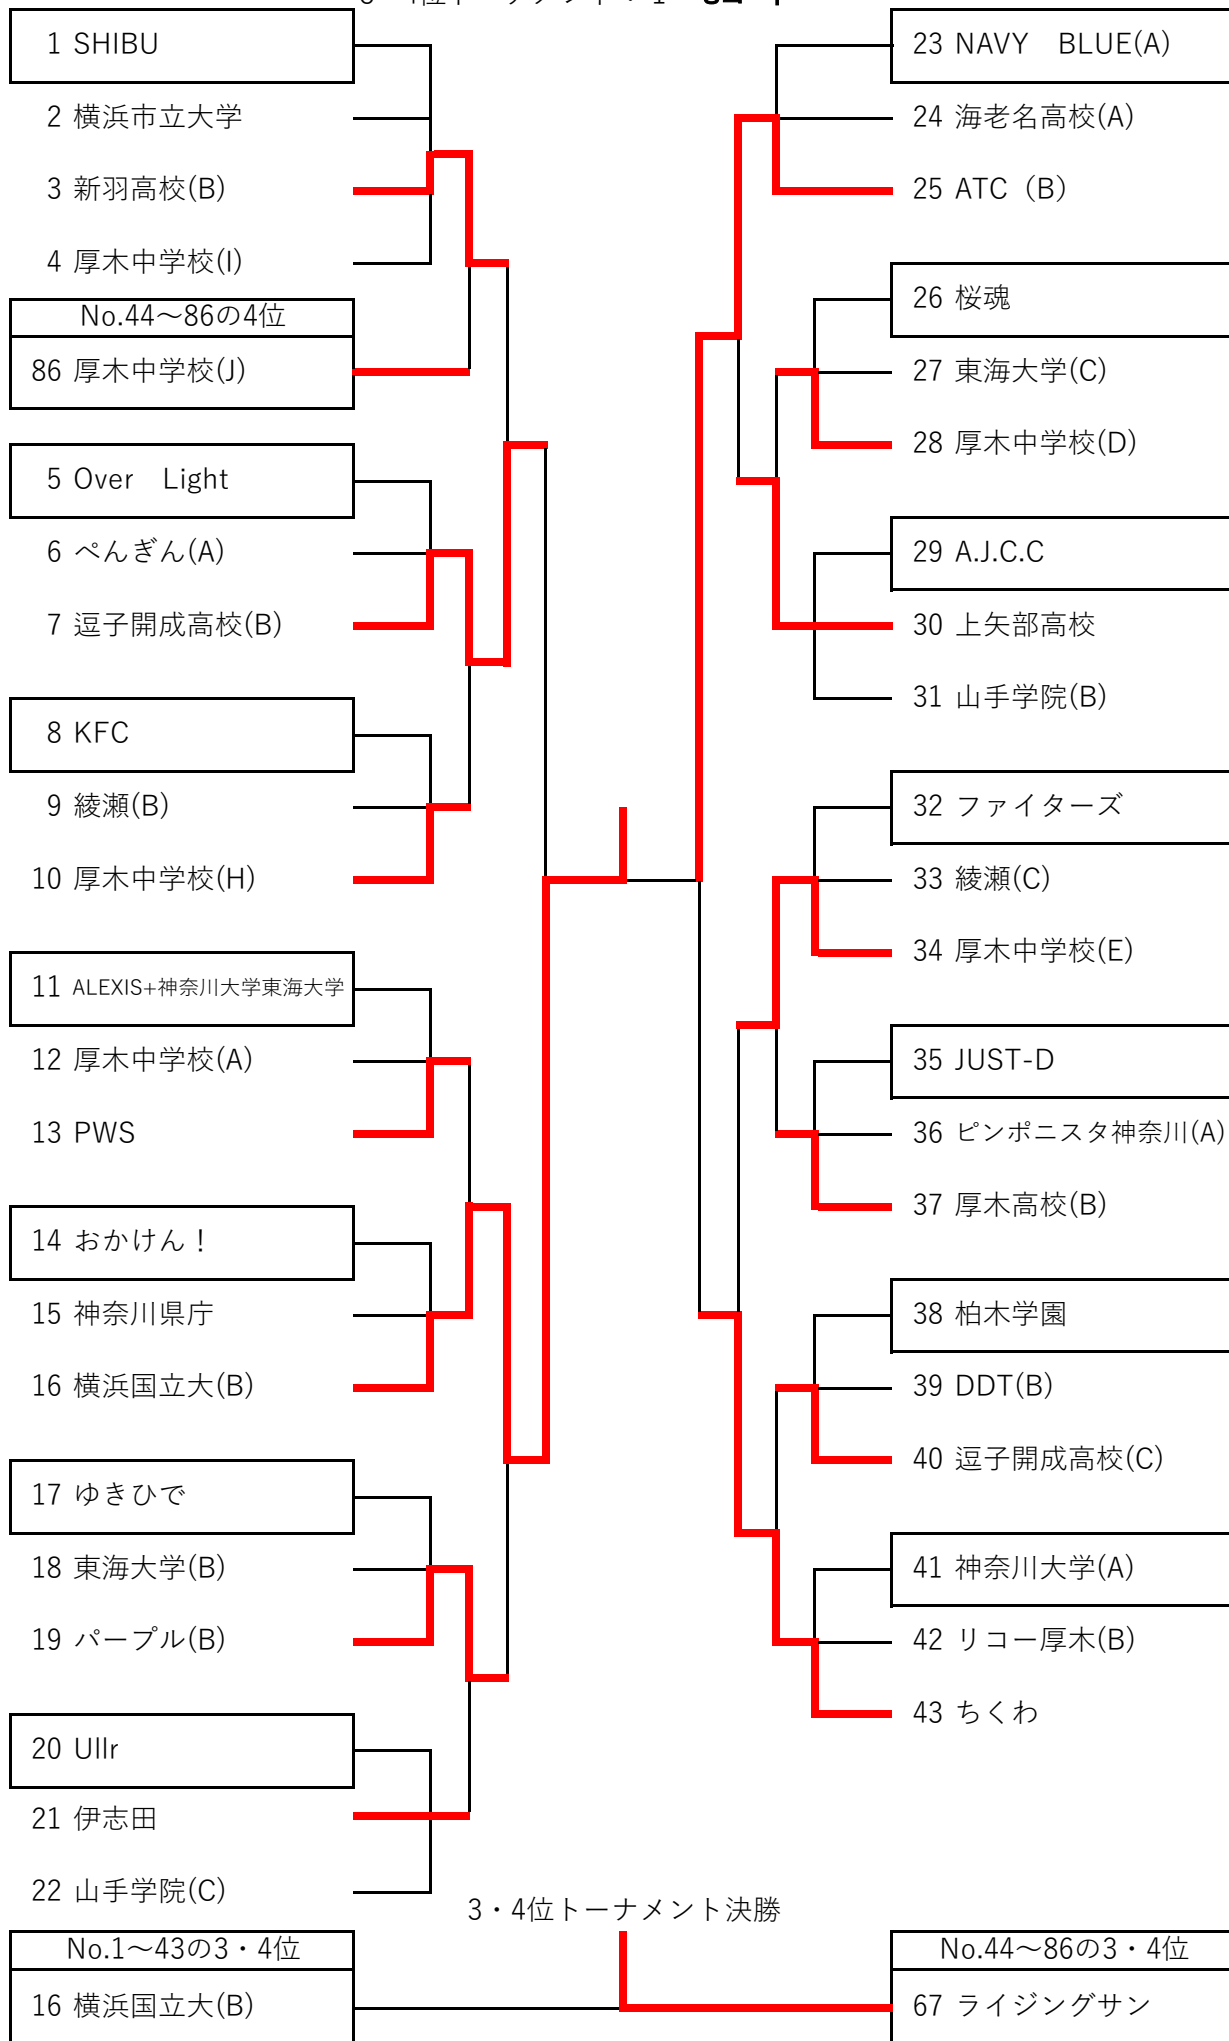 1 SHIBU
2 横浜市立大学
3 新羽高校(B)
4 厚木中学校(I)
No.44～86の4位
86 厚木中学校(J)
5 Over　Light
6 ぺんぎん(A)
7 逗子開成高校(B)
8 KFC
9 綾瀬(B)
10 厚木中学校(H)
11 ALEXIS+神奈川大学東海大学
12 厚木中学校(A)
13 PWS
14 おかけん！
15 神奈川県庁
16 横浜国立大(B)
17 ゆきひで
18 東海大学(B)
19 パープル(B)
20 Ullr
21 伊志田
22 山手学院(C)
23 NAVY　BLUE(A)
24 海老名高校(A)
25 ATC（B）
26 桜魂
27 東海大学(C)
28 厚木中学校(D)
29 A.J.C.C
30 上矢部高校
31 山手学院(B)
32 ファイターズ
33 綾瀬(C)
34 厚木中学校(E)
35 JUST-D
36 ピンポニスタ神奈川(A)
37 厚木高校(B)
38 柏木学園
39 DDT(B)
40 逗子開成高校(C)
41 神奈川大学(A)
42 リコー厚木(B)
43 ちくわ
3・4位トーナメント決勝
No.1～43の3・4位
16 横浜国立大(B)
No.44～86の3・4位
67 ライジングサン